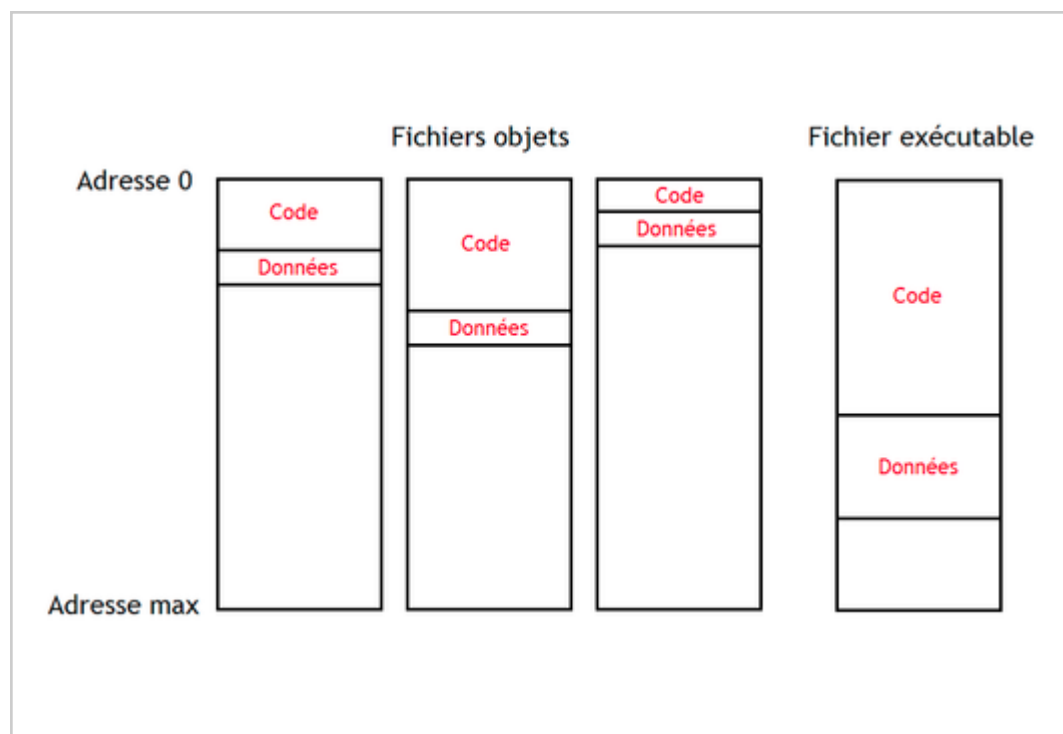 Fichiers objets
Fichier exécutable
Adresse 0
Code
Données
Code
Données
Code
Données
Code
Données
Adresse max